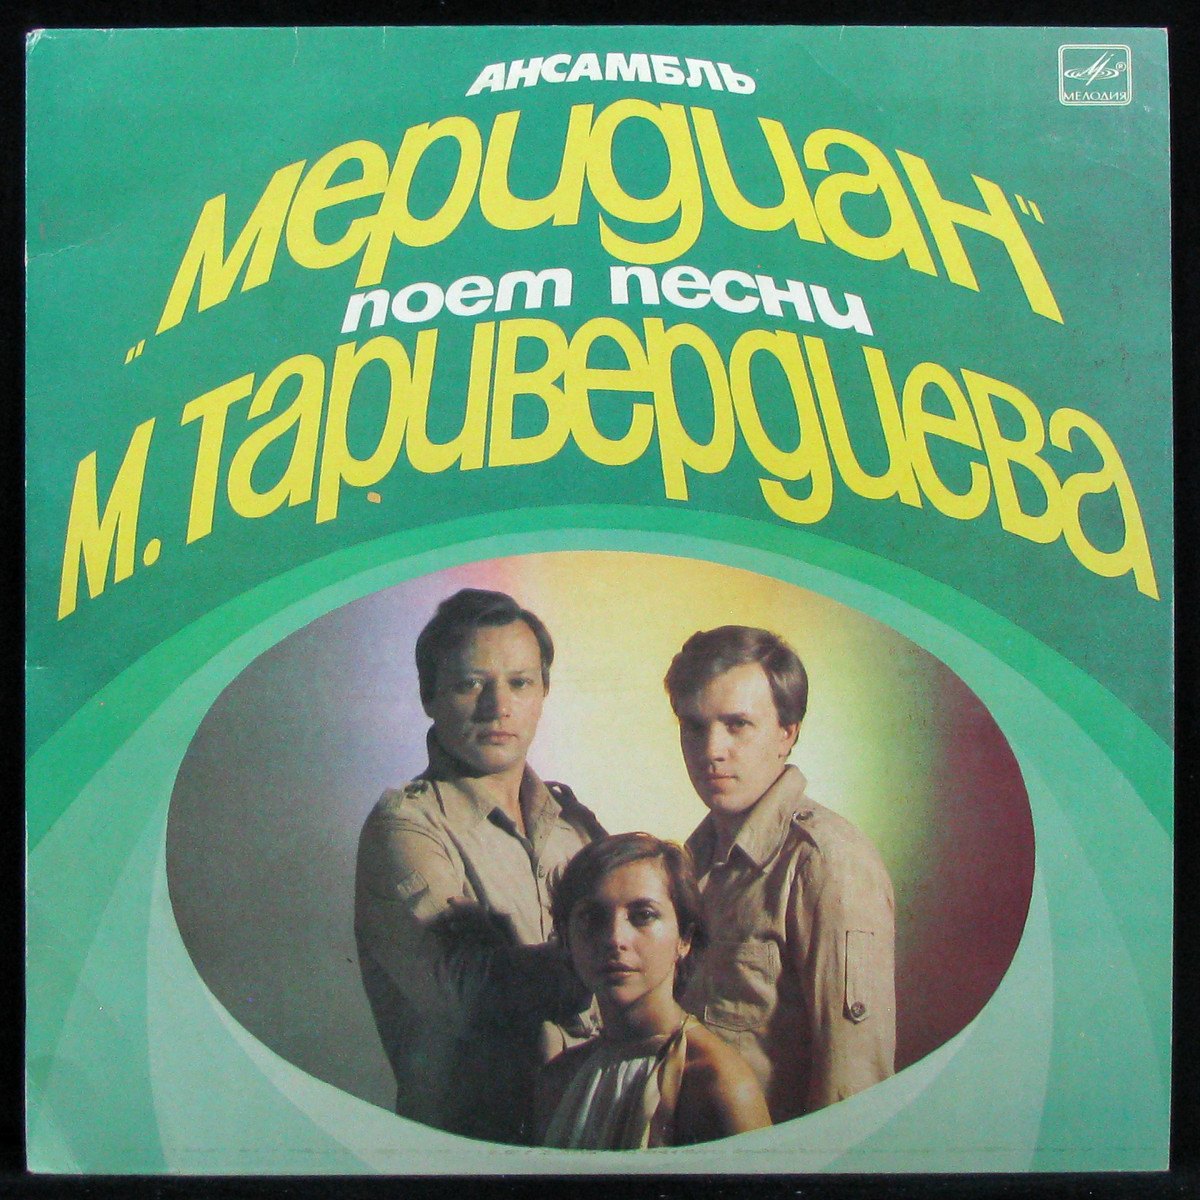 АНСАМБЛЬ
"Меридиан"
поет песни
М. Таривердиева
МЕЛОДИЯ